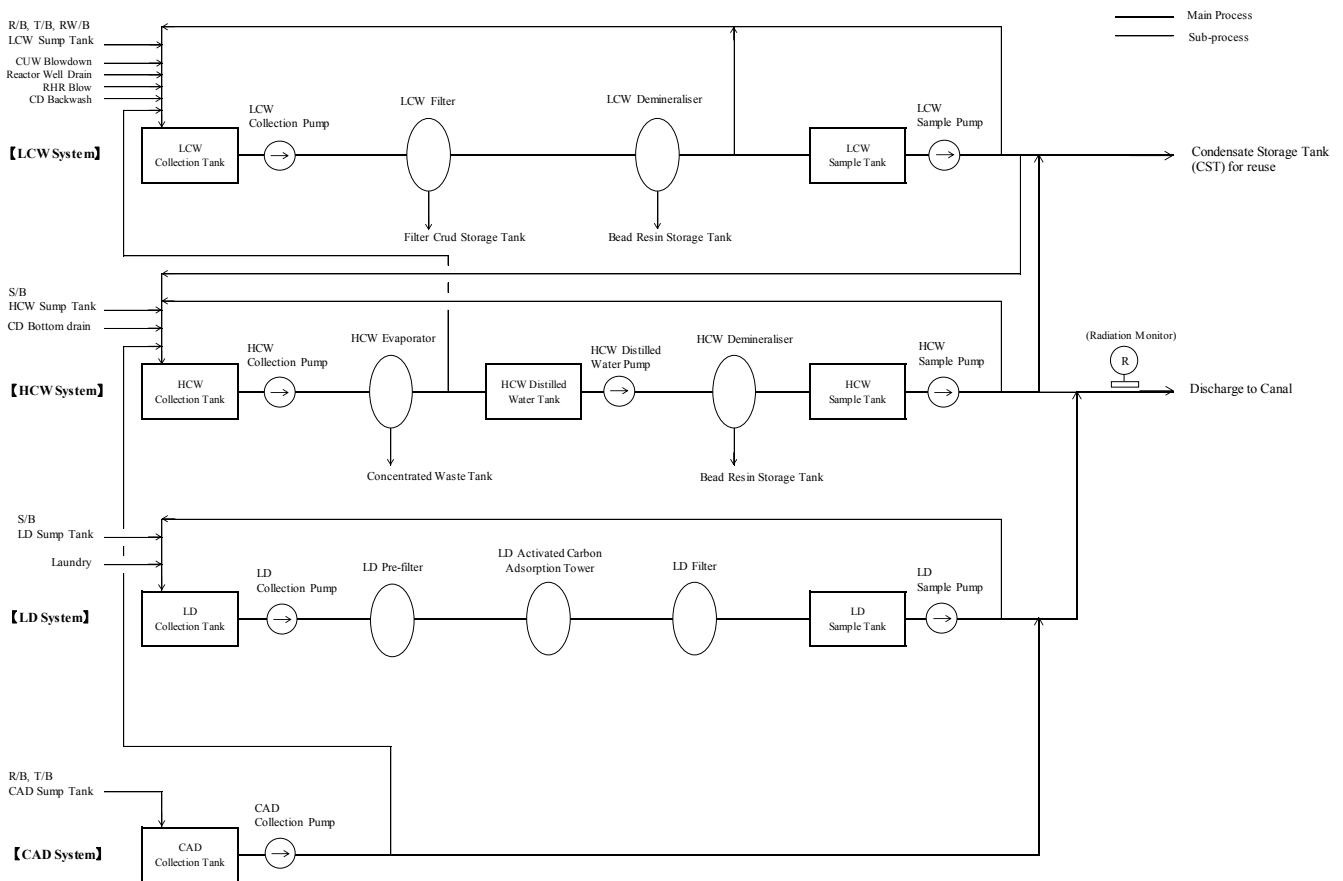 Main Process
Sub-process
R/B, T/B, RW/B
LCW Sump Tank
CUW Blowdown
Reactor Well Drain
RHR Blow
CD Backwash
【LCW System】
LCW
Collection Tank
LCW
Collection Pump
LCW Filter
LCW Demineraliser
LCW
Sample Tank
LCW
Sample Pump
Condensate Storage Tank
(CST) for reuse
Filter Crud Storage Tank
Bead Resin Storage Tank
S/B
HCW Sump Tank
CD Bottom drain
【HCW System】
HCW
Collection Tank
HCW
Collection Pump
HCW Evaporator
HCW Distilled
Water Tank
HCW Distilled
Water Pump
HCW Demineraliser
HCW
Sample Tank
HCW
Sample Pump
(Radiation Monitor)
R
Discharge to Canal
Concentrated Waste Tank
Bead Resin Storage Tank
S/B
LD Sump Tank
Laundry
【LD System】
LD
Collection Tank
LD
Collection Pump
LD Pre-filter
LD Activated Carbon
Adsorption Tower
LD Filter
LD
Sample Tank
LD
Sample Pump
R/B, T/B
CAD Sump Tank
【CAD System】
CAD
Collection Tank
CAD
Collection Pump